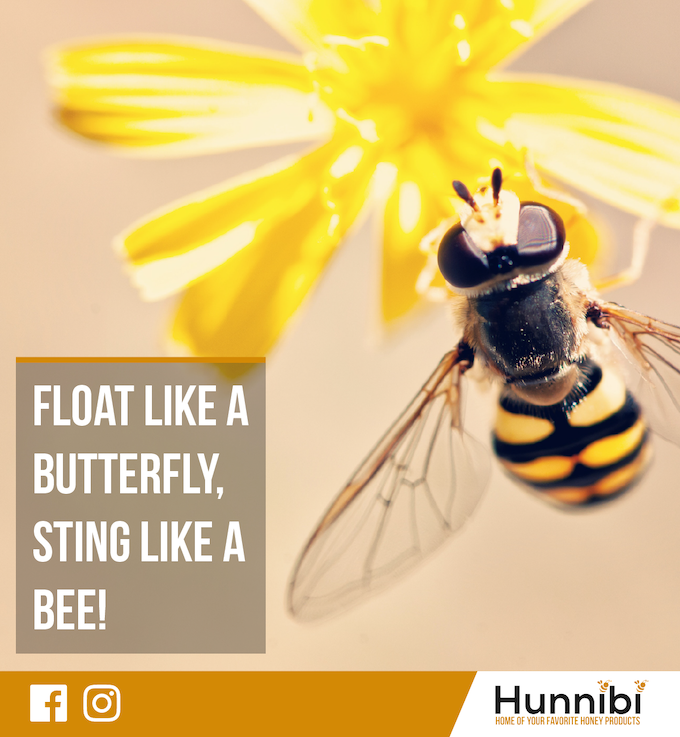 FLOAT LIKE A
BUTTERFLY,
STING LIKE A
BEE!
Hunnibi
HOME OF YOUR FAVORITE HONEY PRODUCTS